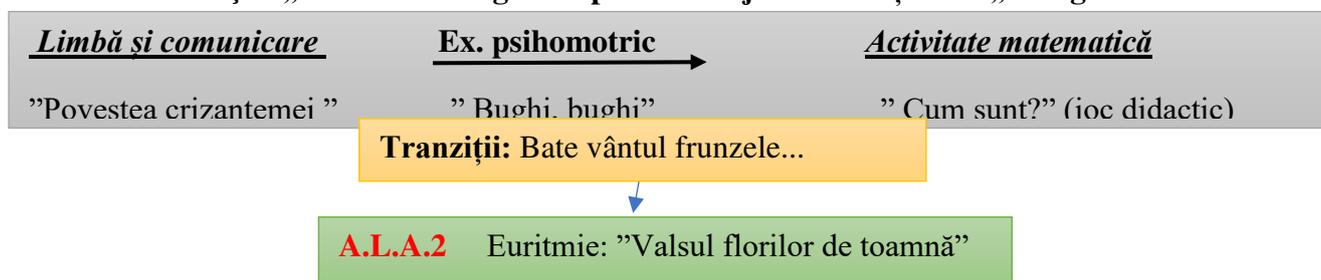 Limbă și comunicare Ex. psihomotric Activitate matematică
”Povestea crizantemei ” ” Bughi, bughi” ” Cum sunt?” (joc didactic)
Tranziții: Bate vântul frunzele...
A.L.A.2 Euritmie: ”Valsul florilor de toamnă”